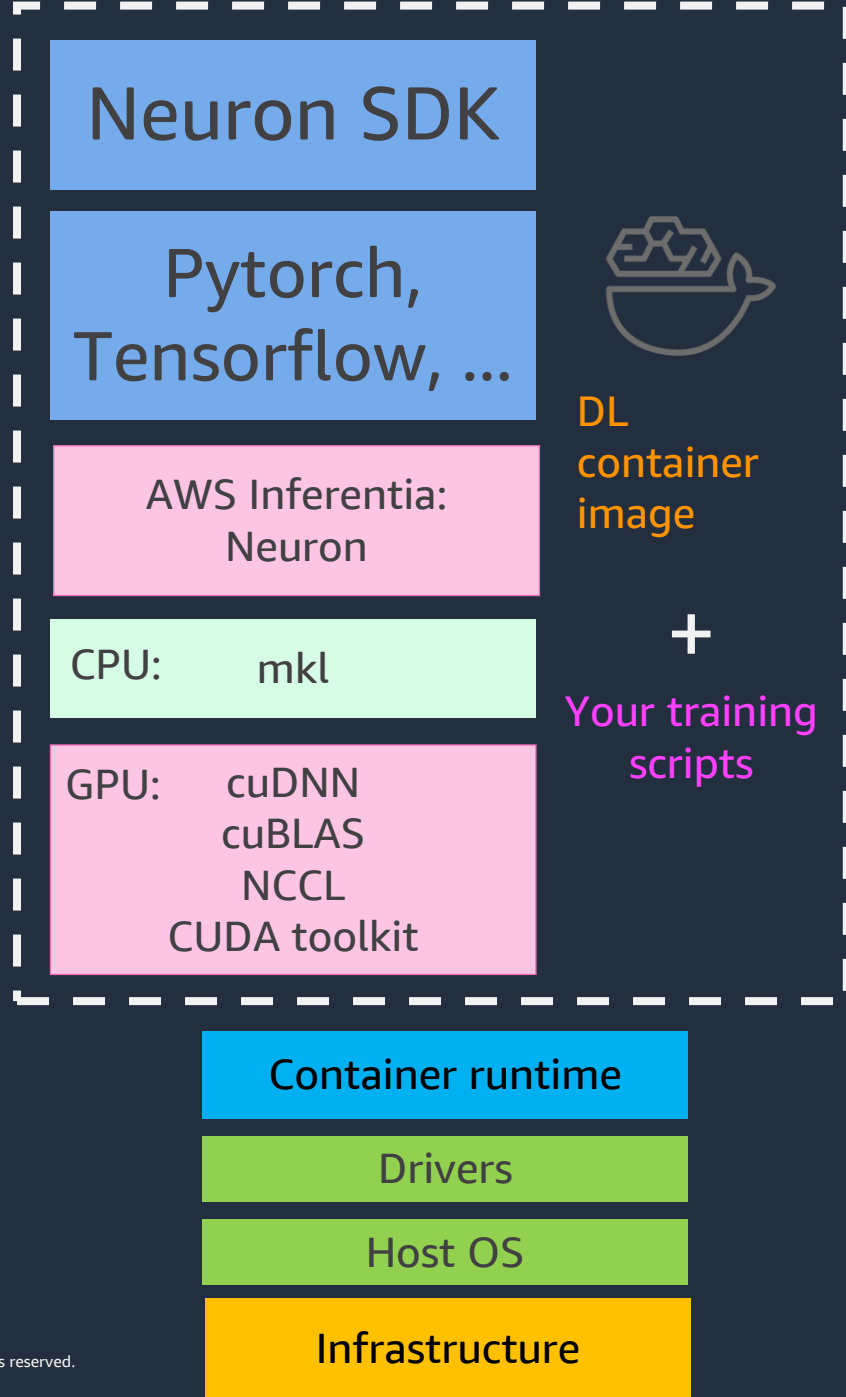 Neuron SDK
Pytorch,
Tensorflow, ...
AWS Inferentia:
Neuron
CPU: mkl
GPU: cuDNN
cuBLAS
NCCL
CUDA toolkit
DL
container
image
+
Your training
scripts
Container runtime
Drivers
Host OS
Infrastructure
s reserved.